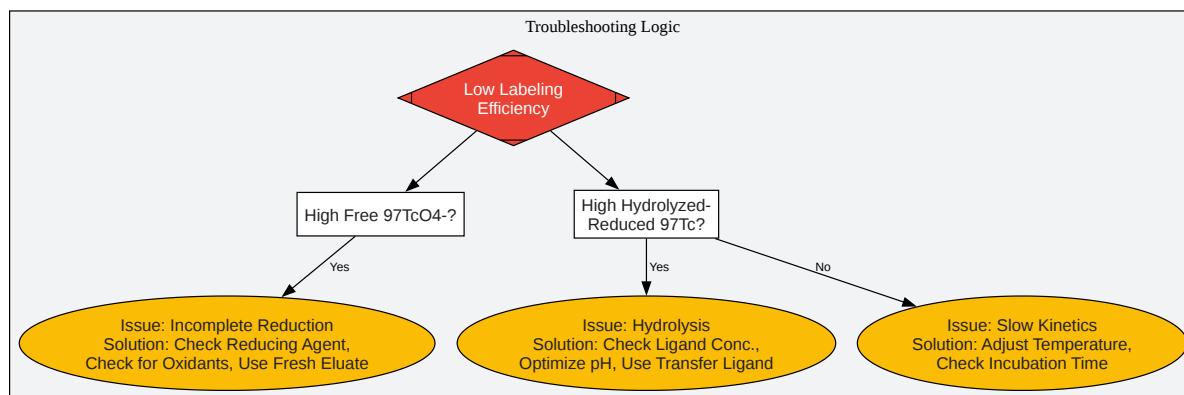 Troubleshooting Logic
Low Labeling
Efficiency
High Free 97TcO4-?
High Hydrolyzed-
Reduced 97Tc?
Yes
Yes
No
Issue: Incomplete Reduction
Solution: Check Reducing Agent,
Check for Oxidants, Use Fresh Eluate
Issue: Hydrolysis
Solution: Check Ligand Conc.,
Optimize pH, Use Transfer Ligand
Issue: Slow Kinetics
Solution: Adjust Temperature,
Check Incubation Time